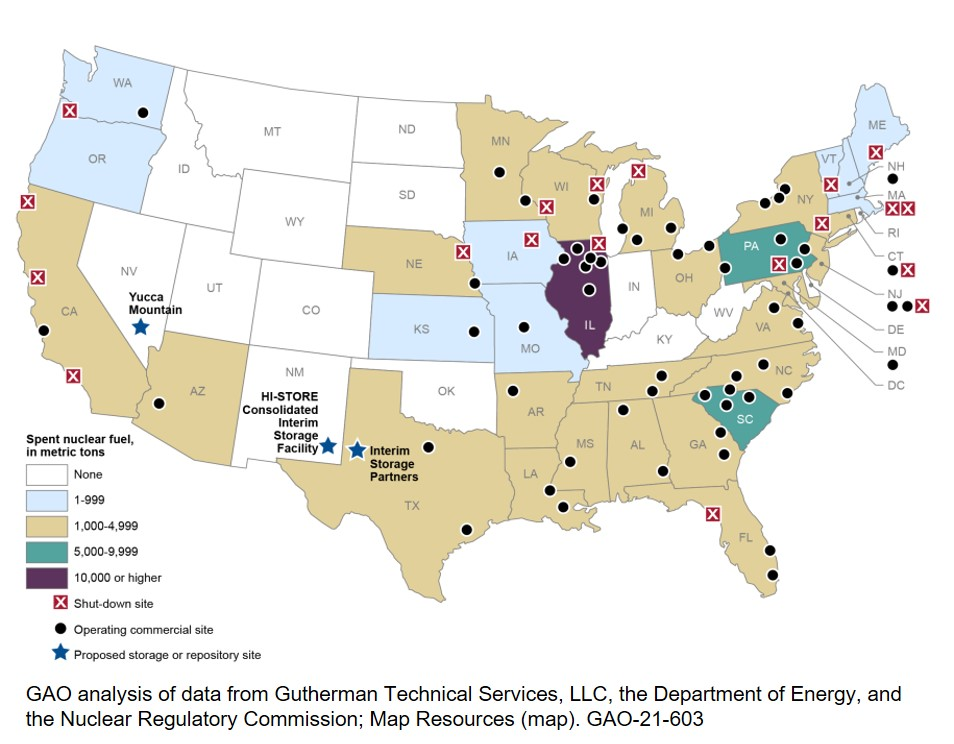 WA
MT
ND
MN
ME
OR
ID
SD
WI
VT
NH
WY
MI
NY
MA
RI
NV
UT
NE
IA
PA
CT
Yucca
Mountain
CO
IL
IN
OH
NJ
CA
KS
MO
WV
VA
DE
KY
MD
AZ
NM
OK
TN
NC
DC
HI-STORE
Consolidated
Interim
Storage
Facility
AR
SC
Interim
Storage
Partners
MS
AL
GA
TX
LA
FL
Spent nuclear fuel,
in metric tons
None
1-999
1,000-4,999
5,000-9,999
10,000 or higher
Shut-down site
Operating commercial site
Proposed storage or repository site
GAO analysis of data from Gutherman Technical Services, LLC, the Department of Energy, and
the Nuclear Regulatory Commission; Map Resources (map). GAO-21-603